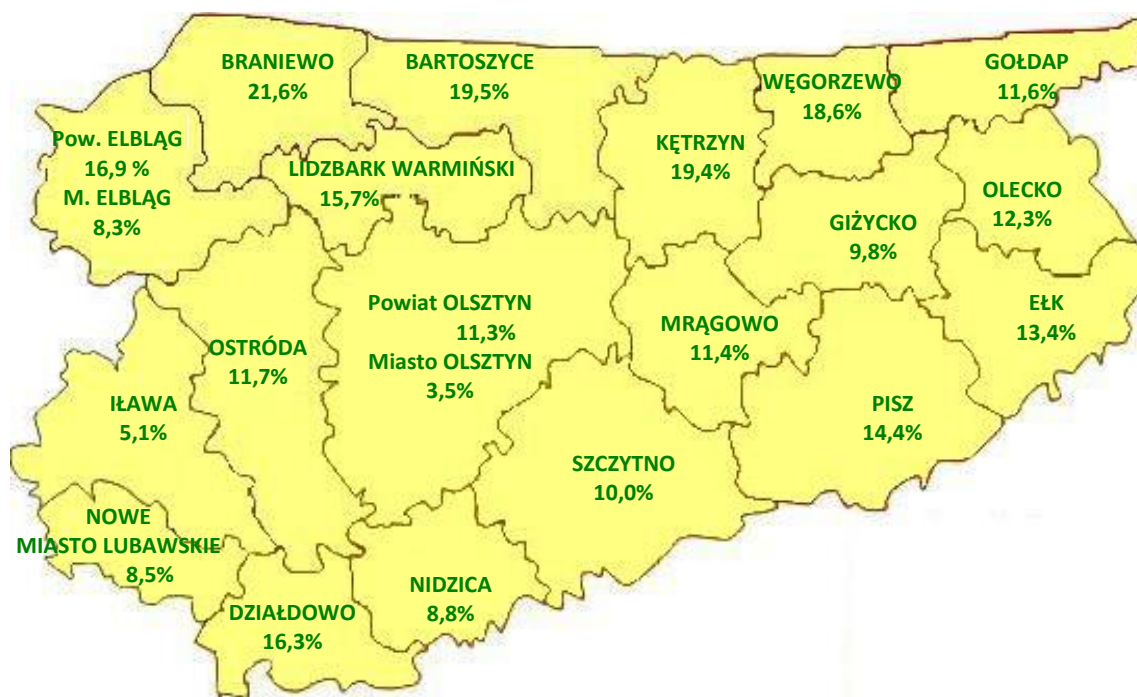 BRANIEWO
21,6%
BARTOSZYCE
19,5%
WĘGORZEWO
18,6%
GOŁDAP
11,6%
Pow. ELBLĄG
16,9 %
M. ELBLĄG
8,3%
LIDZBARK WARMIŃSKI
15,7%
KĘTRZYN
19,4%
OLECKO
12,3%
GIŻYCKO
9,8%
Powiat OLSZTYN
11,3%
Miasto OLSZTYN
3,5%
MRĄGOWO
11,4%
EŁK
13,4%
OSTRÓDA
11,7%
IŁAWA
5,1%
PISZ
14,4%
SZCZYTNO
10,0%
NOWE
MIASTO LUBAWSKIE
8,5%
NIDZICA
8,8%
DZIAŁDOWO
16,3%